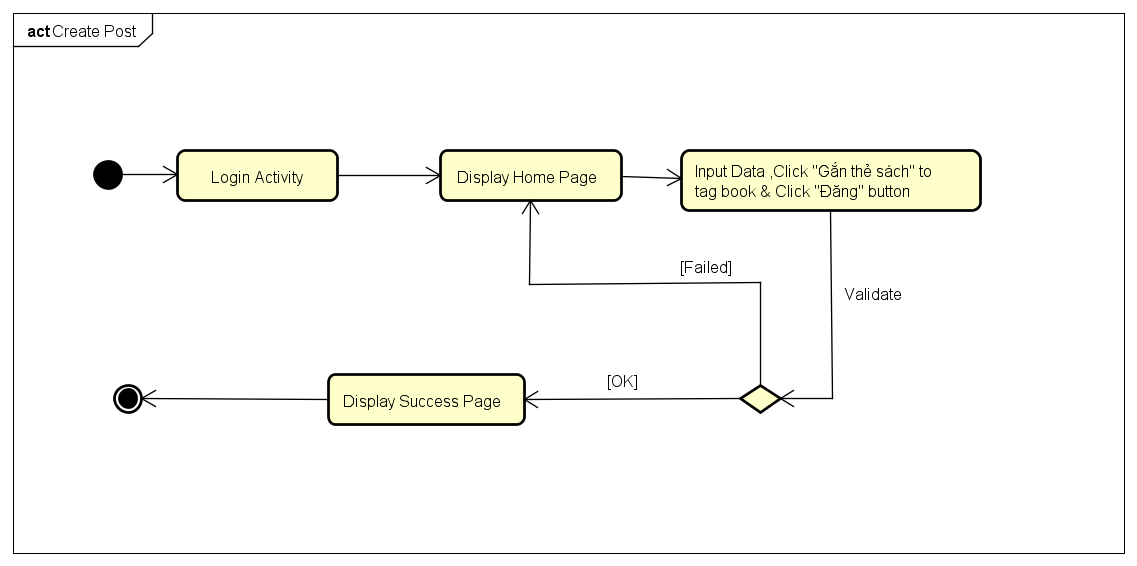 act Create Post
Login Activity
Display Home Page
Input Data ,Click "Gắn thẻ sách" to
tag book & Click "Đăng" button
[Failed]
Validate
[OK]
Display Success Page